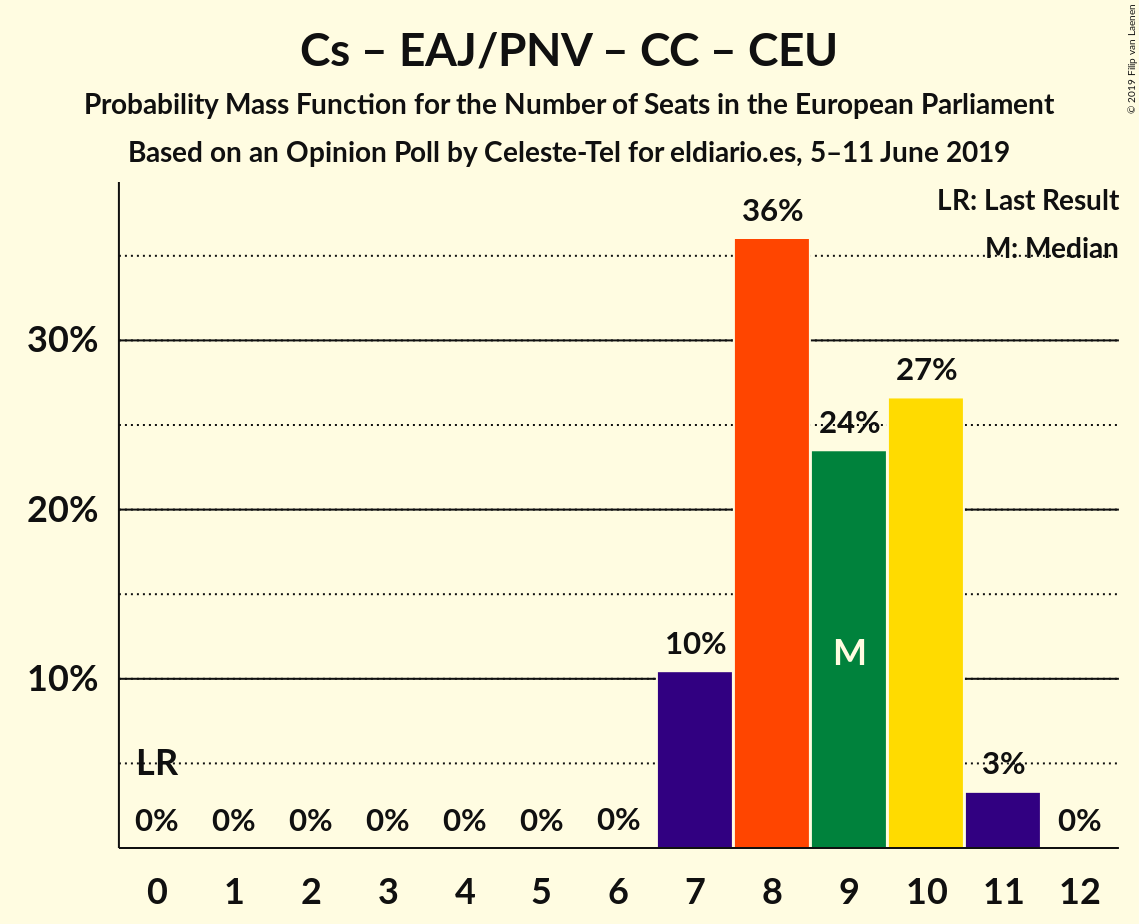 Cs – EAJ/PNV – CC – CEU
Probability Mass Function for the Number of Seats in the European Parliament
Based on an Opinion Poll by Celeste-Tel for eldiario.es, 5–11 June 2019
© 2019 Filip van Laenen
LR: Last Result
M: Median
36%
30%
27%
24%
20%
M
10%
10%
LR
3%
0% 0% 0% 0% 0% 0% 0% 0%
0 1 2 3 4 5 6 7 8 9 10 11 12